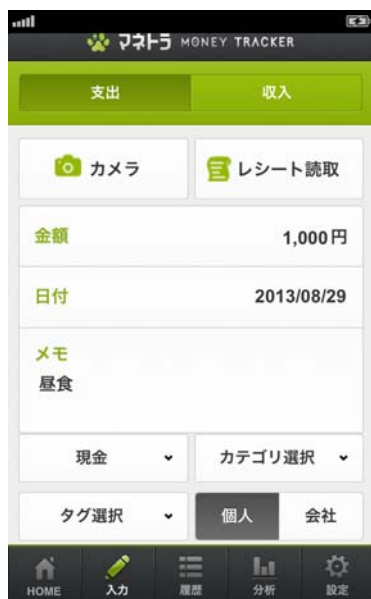 マネトラ MONEY TRACKER
支出 収入
カメラ レシート読取
金額 1,000円
日付 2013/08/29
メモ
昼食
現金 カテゴリ選択
タグ選択 個人 会社
HOME 入力 履歴 分析 設定